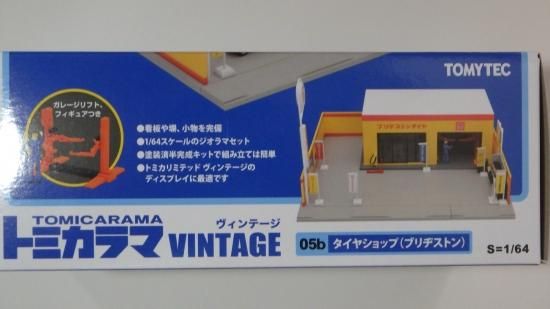 TOMYTEC
ガレージリフト、
フィギュアつき
●看板や塀、小物を完備
●1/64スケールのジオラマセット
●塗装済半完成キットで組み立ては簡単
●トミカリミテッド ヴィンテージの
ディスプレイに最適です
ブリヂストンタイヤ
TOMICARAMA
トミカラマ
ヴィンテージ
VINTAGE
05b タイヤショップ(ブリヂストン)
S=1/64